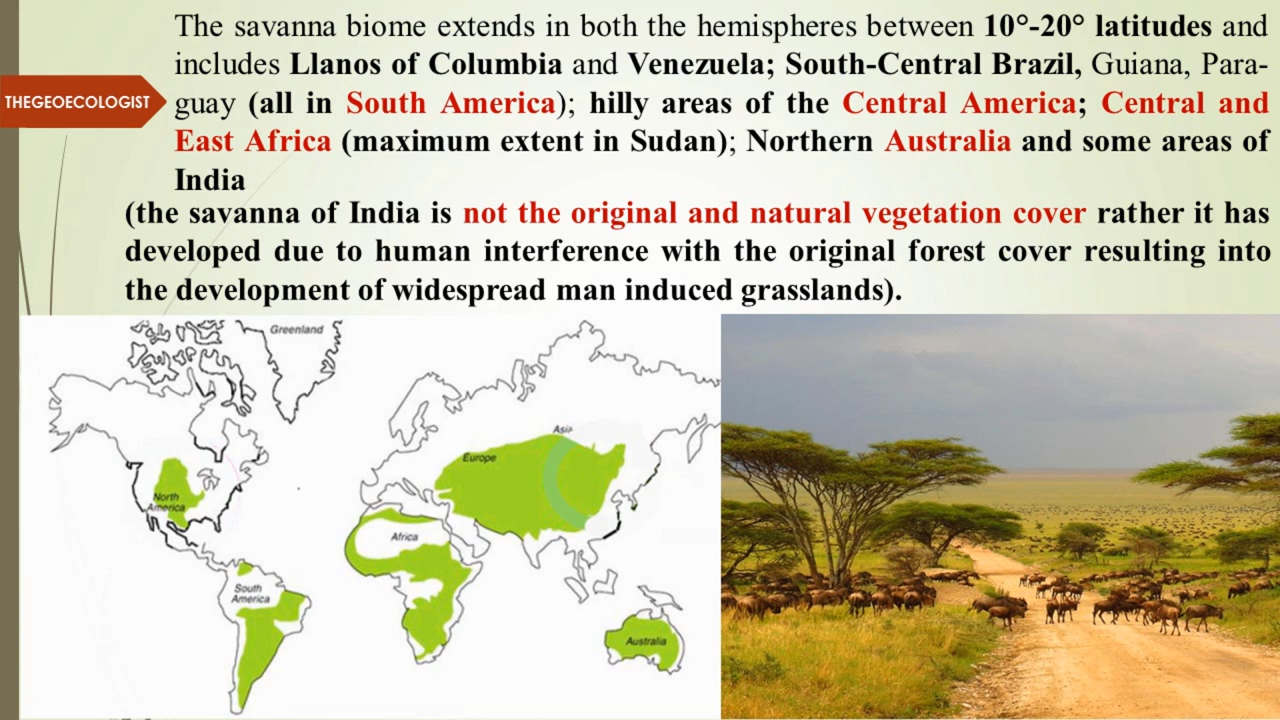 The savanna biome extends in both the hemispheres between 10°-20° latitudes and
includes Llanos of Columbia and Venezuela; South-Central Brazil, Guiana, Para-
THEGEOECOLOGIST
guay (all in South America); hilly areas of the Central America; Central and
East Africa (maximum extent in Sudan); Northern Australia and some areas of
India
(the savanna of India is not the original and natural vegetation cover rather it has
developed due to human interference with the original forest cover resulting into
the development of widespread man induced grasslands).
Greenland
Asia
Europe
North
America
Africa
South
America
Australia